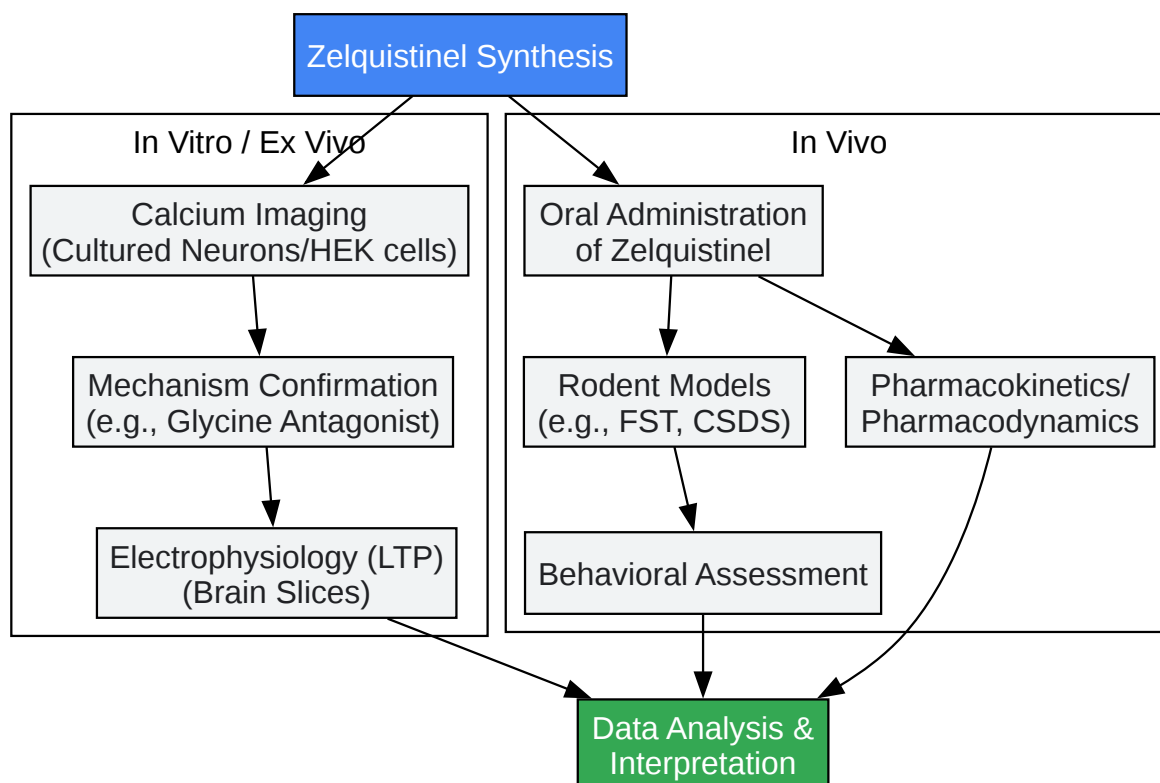 Zelquistinel Synthesis
In Vitro / Ex Vivo
Calcium Imaging
(Cultured Neurons/HEK cells)
Mechanism Confirmation
(e.g., Glycine Antagonist)
Electrophysiology (LTP)
(Brain Slices)
In Vivo
Oral Administration
of Zelquistinel
Rodent Models
(e.g., FST, CSDS)
Pharmacokinetics/
Pharmacodynamics
Behavioral Assessment
Data Analysis &
Interpretation